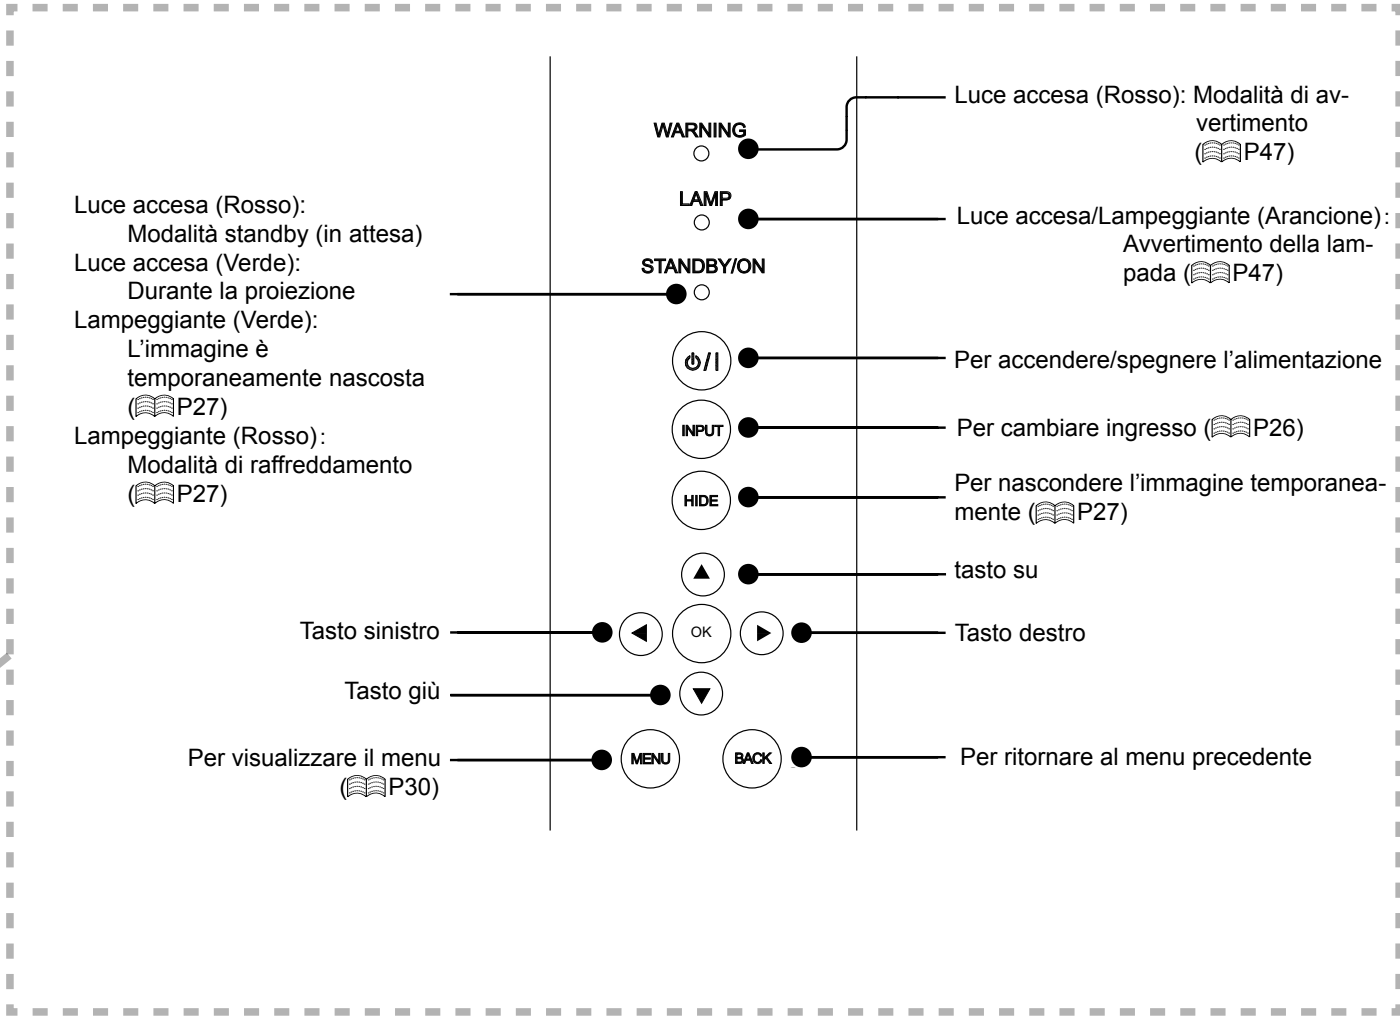 WARNING
LAMP
STANDBY/ON
⏻/|
INPUT
HIDE
OK
MENU
BACK
Luce accesa (Rosso):
Modalità standby (in attesa)
Luce accesa (Verde):
Durante la proiezione
Lampeggiante (Verde):
L'immagine è
temporaneamente nascosta
(P27)
Lampeggiante (Rosso):
Modalità di raffreddamento
(P27)
Tasto sinistro
Tasto giù
Per visualizzare il menu
(P30)
Luce accesa (Rosso): Modalità di av-
vertimento
(P47)
Luce accesa/Lampeggiante (Arancione):
Avvertimento della lam-
pada (P47)
Per accendere/spegnere l’alimentazione
Per cambiare ingresso (P26)
Per nascondere l’immagine temporanea-
mente (P27)
tasto su
Tasto destro
Per ritornare al menu precedente